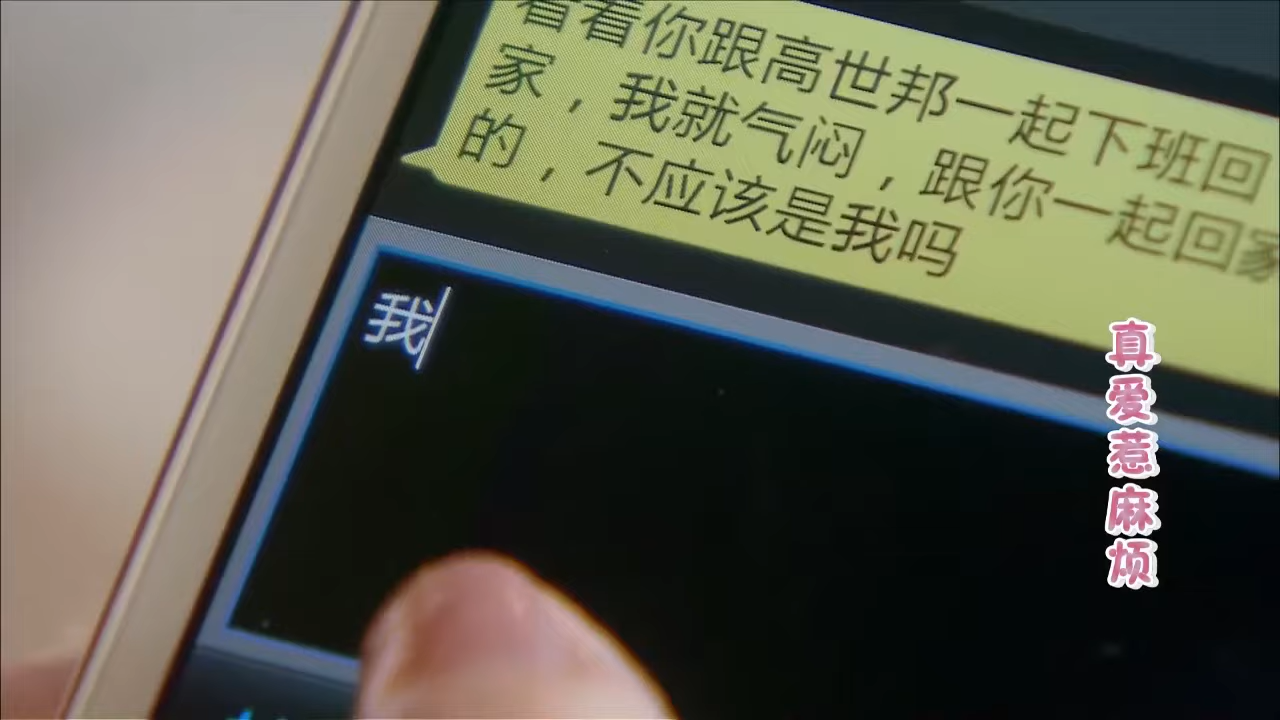 看看你跟高世邦一起下班回
家，我就气闷，跟你一起回家
的，不应该是我吗
我
真爱惹麻烦